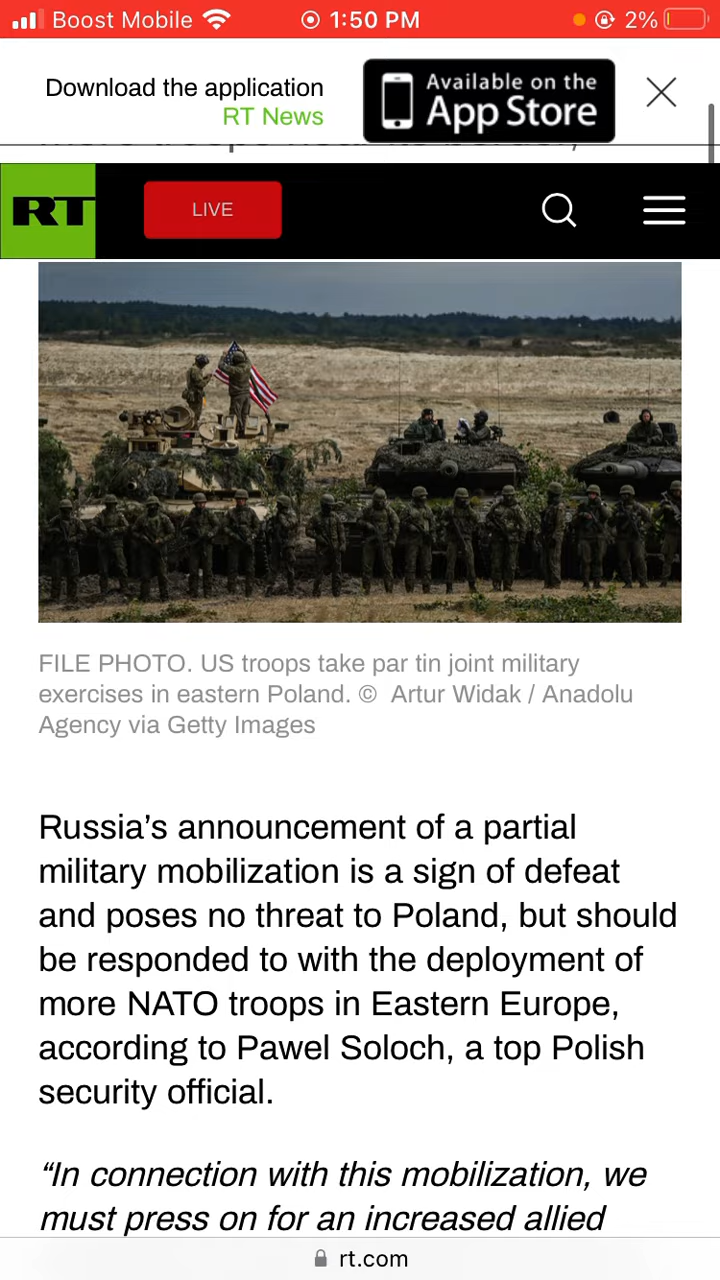 Boost Mobile 1:50 PM 2%
Download the application
RT News
Available on the
App Store
RT
LIVE
FILE PHOTO. US troops take par tin joint military
exercises in eastern Poland. © Artur Widak / Anadolu
Agency via Getty Images
Russia’s announcement of a partial
military mobilization is a sign of defeat
and poses no threat to Poland, but should
be responded to with the deployment of
more NATO troops in Eastern Europe,
according to Pawel Soloch, a top Polish
security official.
“In connection with this mobilization, we
must press on for an increased allied
rt.com